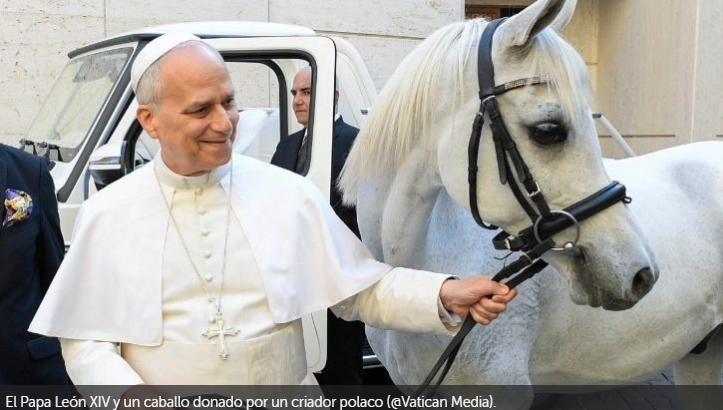 El Papa León XIV y un caballo donado por un criador polaco (@Vatican Media).